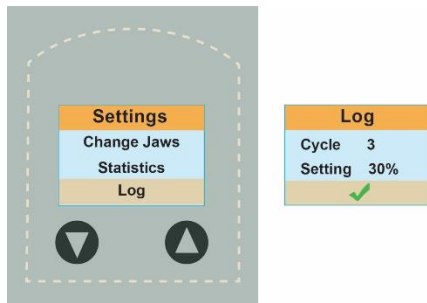 Settings
Change Jaws
Statistics
Log
Log
Cycle 3
Setting 30%